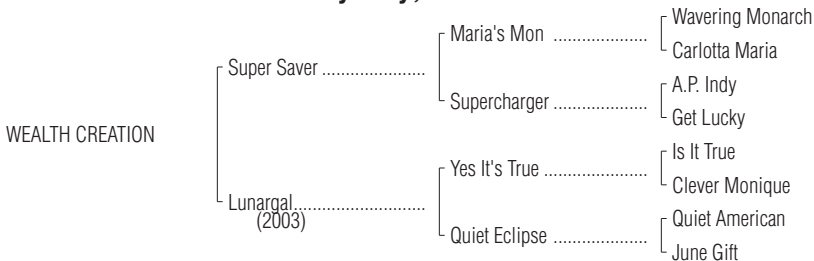 Wavering Monarch
Maria's Mon ....................
Carlotta Maria
Super Saver ......................
A.P. Indy
Supercharger ....................
Get Lucky
WEALTH CREATION
Is It True
Yes It's True ......................
Clever Monique
Lunargal............................
(2003)
Quiet American
Quiet Eclipse ....................
June Gift